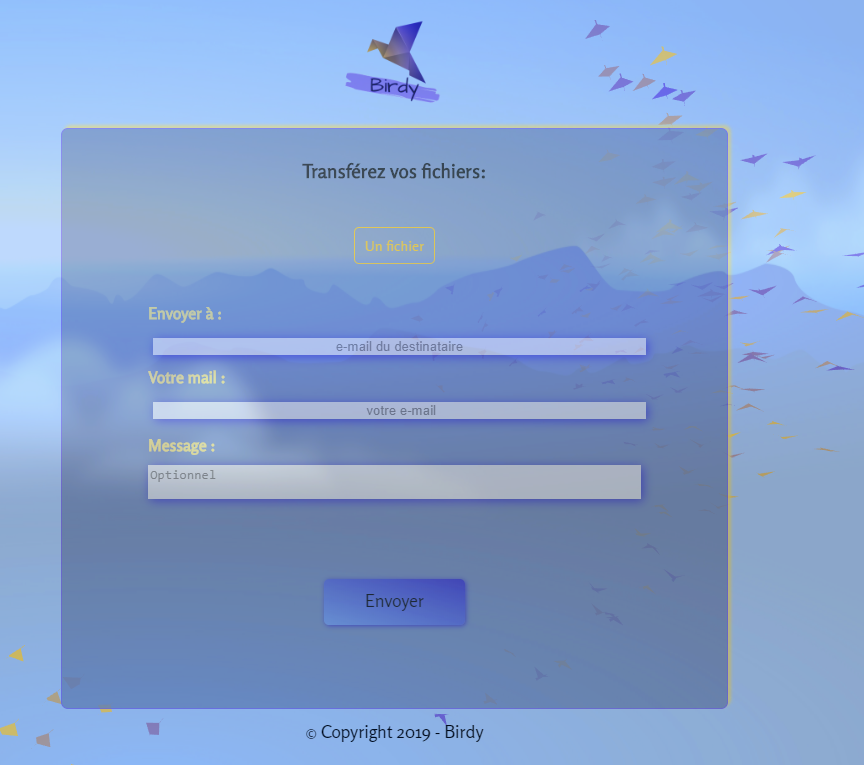 Birdy
Transférez vos fichiers:
Un fichier
Envoyer à :
e-mail du destinataire
Votre mail :
votre e-mail
Message :
Optionnel
Envoyer
© Copyright 2019 - Birdy